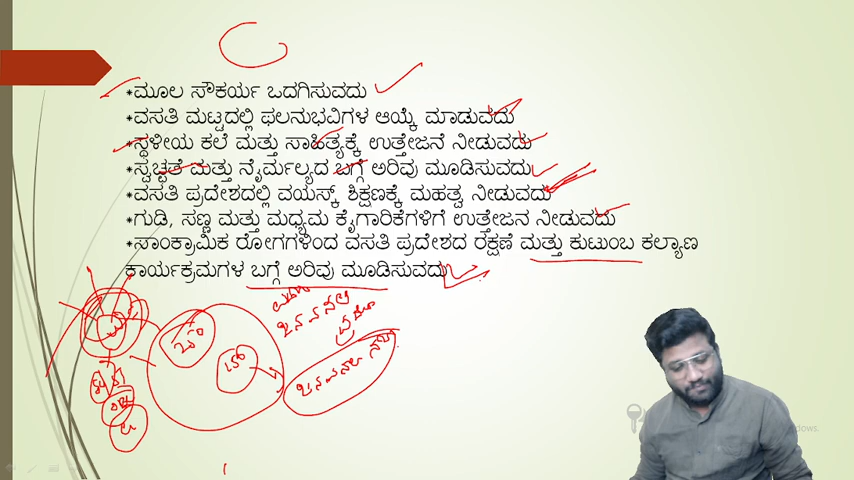 *ಮೂಲ ಸೌಕರ್ಯ ಒದಗಿಸುವದು
*ವಸತಿ ಮಟ್ಟದಲ್ಲಿ ಫಲನುಭವಿಗಳ ಆಯ್ಕೆ ಮಾಡುವದು
*ಸ್ಥಳೀಯ ಕಲೆ ಮತ್ತು ಸಾಹಿತ್ಯಕ್ಕೆ ಉತ್ತೇಜನೆ ನೀಡುವದು
*ಸ್ವಚ್ಛತೆ ಮತ್ತು ನೈರ್ಮಲ್ಯದ ಬಗ್ಗೆ ಅರಿವು ಮೂಡಿಸುವದು
*ವಸತಿ ಪ್ರದೇಶದಲ್ಲಿ ವಯಸ್ಕ್ ಶಿಕ್ಷಣಕ್ಕೆ ಮಹತ್ವ ನೀಡುವದು
*ಗುಡಿ, ಸಣ್ಣ ಮತ್ತು ಮಧ್ಯಮ ಕೈಗಾರಿಕೆಗಳಿಗೆ ಉತ್ತೇಜನ ನೀಡುವದು
*ಸಾಂಕ್ರಾಮಿಕ ರೋಗಗಳಿಂದ ವಸತಿ ಪ್ರದೇಶದ ರಕ್ಷಣೆ ಮತ್ತು ಕುಟುಂಬ ಕಲ್ಯಾಣ
ಕಾರ್ಯಕ್ರಮಗಳ ಬಗ್ಗೆ ಅರಿವು ಮೂಡಿಸುವದು